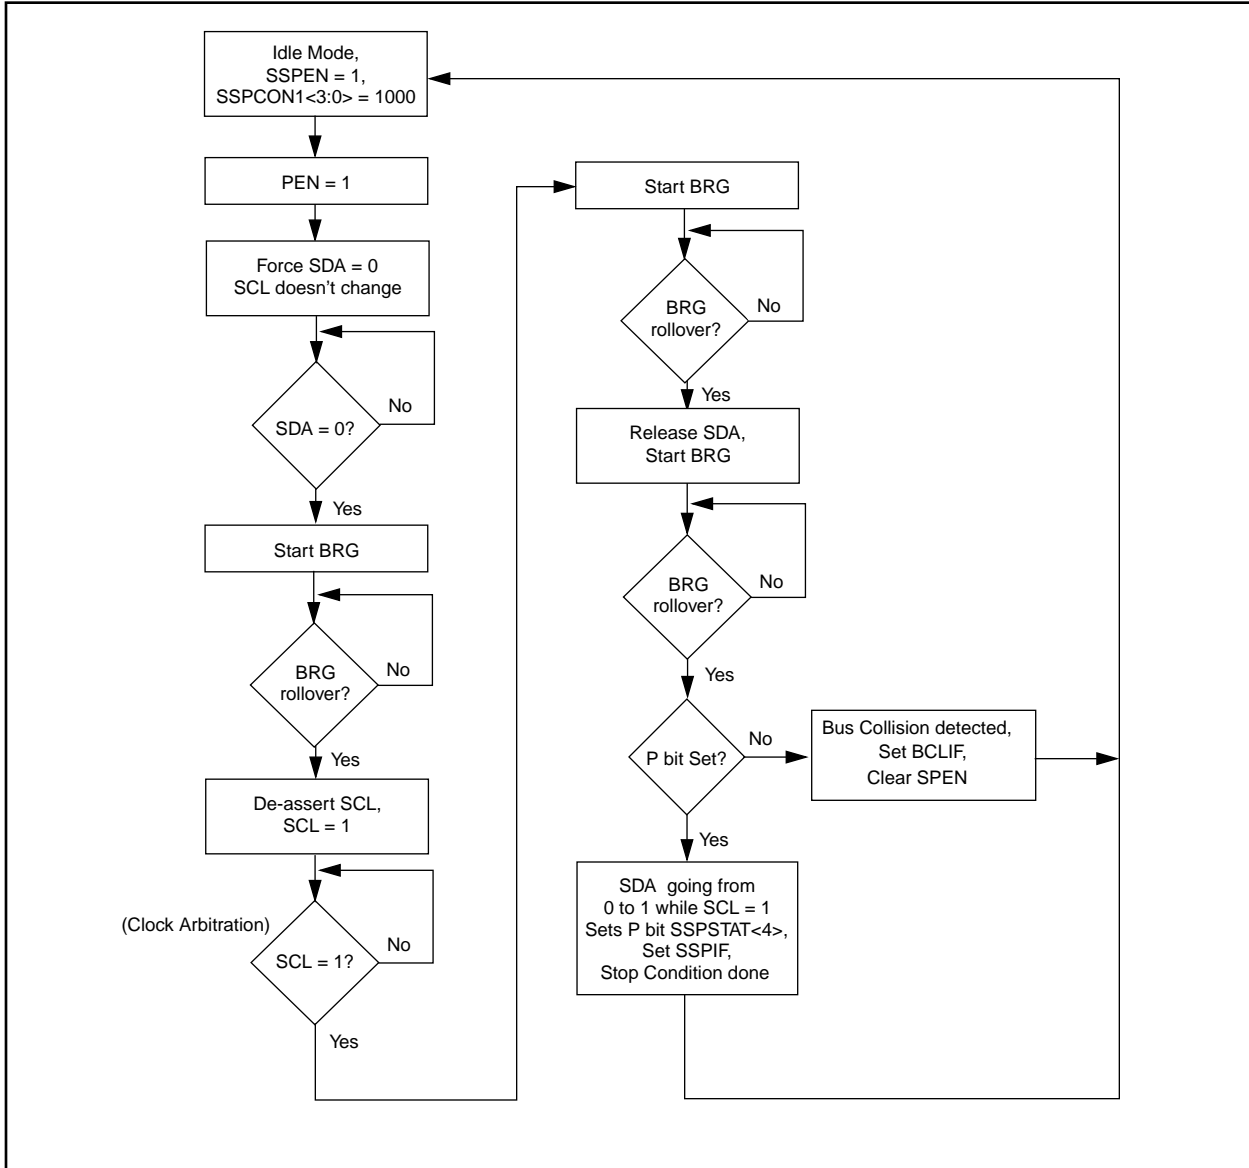 Idle Mode,
SSPEN = 1,
SSPCON1<3:0> = 1000
PEN = 1
Force SDA = 0
SCL doesn't change
SDA = 0?
No
Yes
Start BRG
BRG
rollover?
No
Yes
De-assert SCL,
SCL = 1
(Clock Arbitration)
SCL = 1?
No
Yes
Start BRG
BRG
rollover?
No
Yes
Release SDA,
Start BRG
BRG
rollover?
No
Yes
P bit Set?
No
Bus Collision detected,
Set BCLIF,
Clear SPEN
Yes
SDA going from
0 to 1 while SCL = 1
Sets P bit SSPSTAT<4>,
Set SSPIF,
Stop Condition done